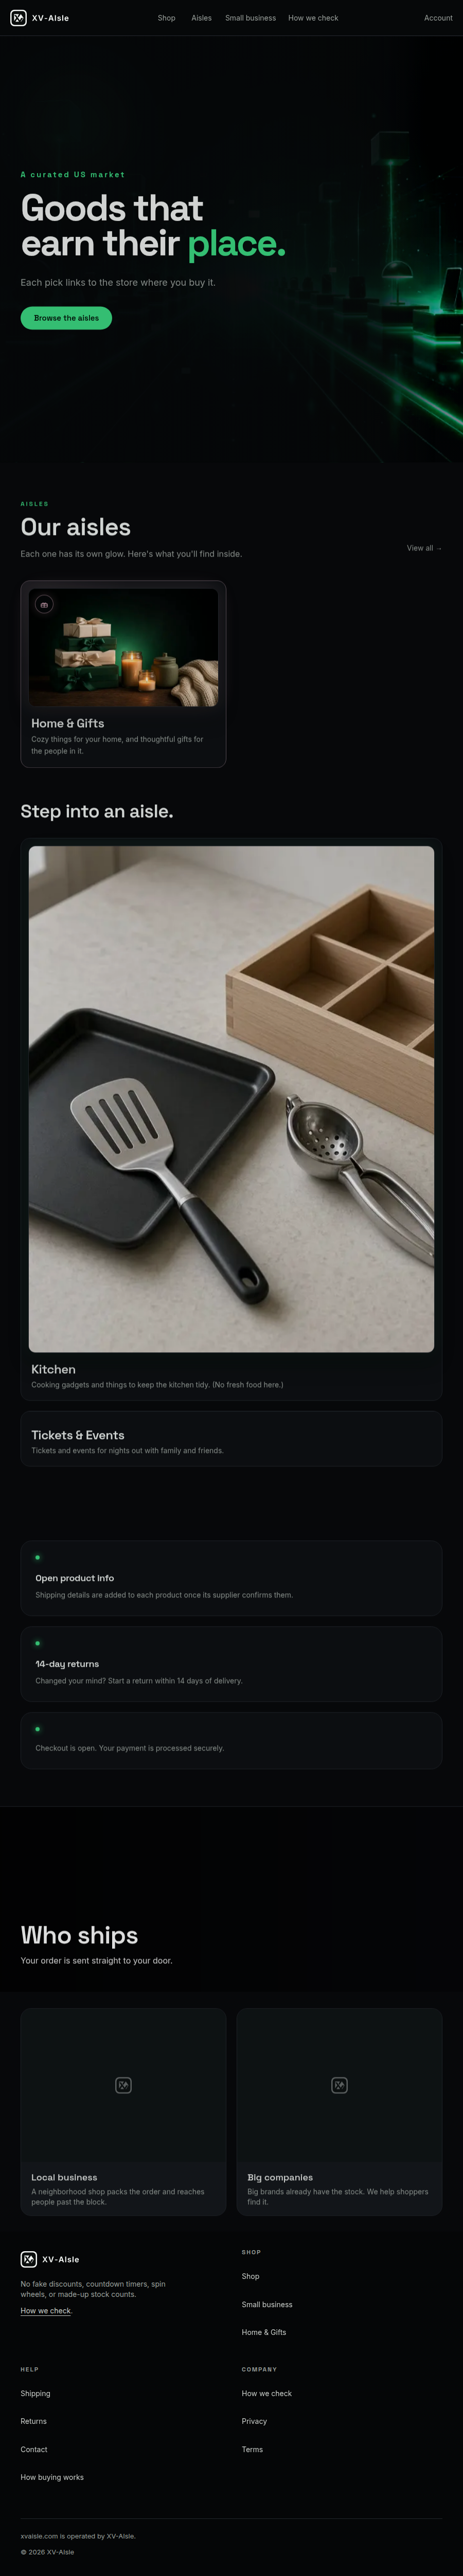 XV-AIsle
Shop
Aisles
Small business
How we check
Account
A curated US market
Goods that
earn their place.
Each pick links to the store where you buy it.
Browse the aisles
AISLES
Our aisles
Each one has its own glow. Here's what you'll find inside.
View all →
Home & Gifts
Cozy things for your home, and thoughtful gifts for
the people in it.
Step into an aisle.
Kitchen
Cooking gadgets and things to keep the kitchen tidy. (No fresh food here.)
Tickets & Events
Tickets and events for nights out with family and friends.
Open product info
Shipping details are added to each product once its supplier confirms them.
14-day returns
Changed your mind? Start a return within 14 days of delivery.
Checkout is open. Your payment is processed securely.
Who ships
Your order is sent straight to your door.
Local business
A neighborhood shop packs the order and reaches
people past the block.
Big companies
Big brands already have the stock. We help shoppers
find it.
XV-AIsle
No fake discounts, countdown timers, spin
wheels, or made-up stock counts.
How we check.
SHOP
Shop
Small business
Home & Gifts
HELP
Shipping
Returns
Contact
How buying works
COMPANY
How we check
Privacy
Terms
xvaisle.com is operated by XV-AIsle.
© 2026 XV-AIsle